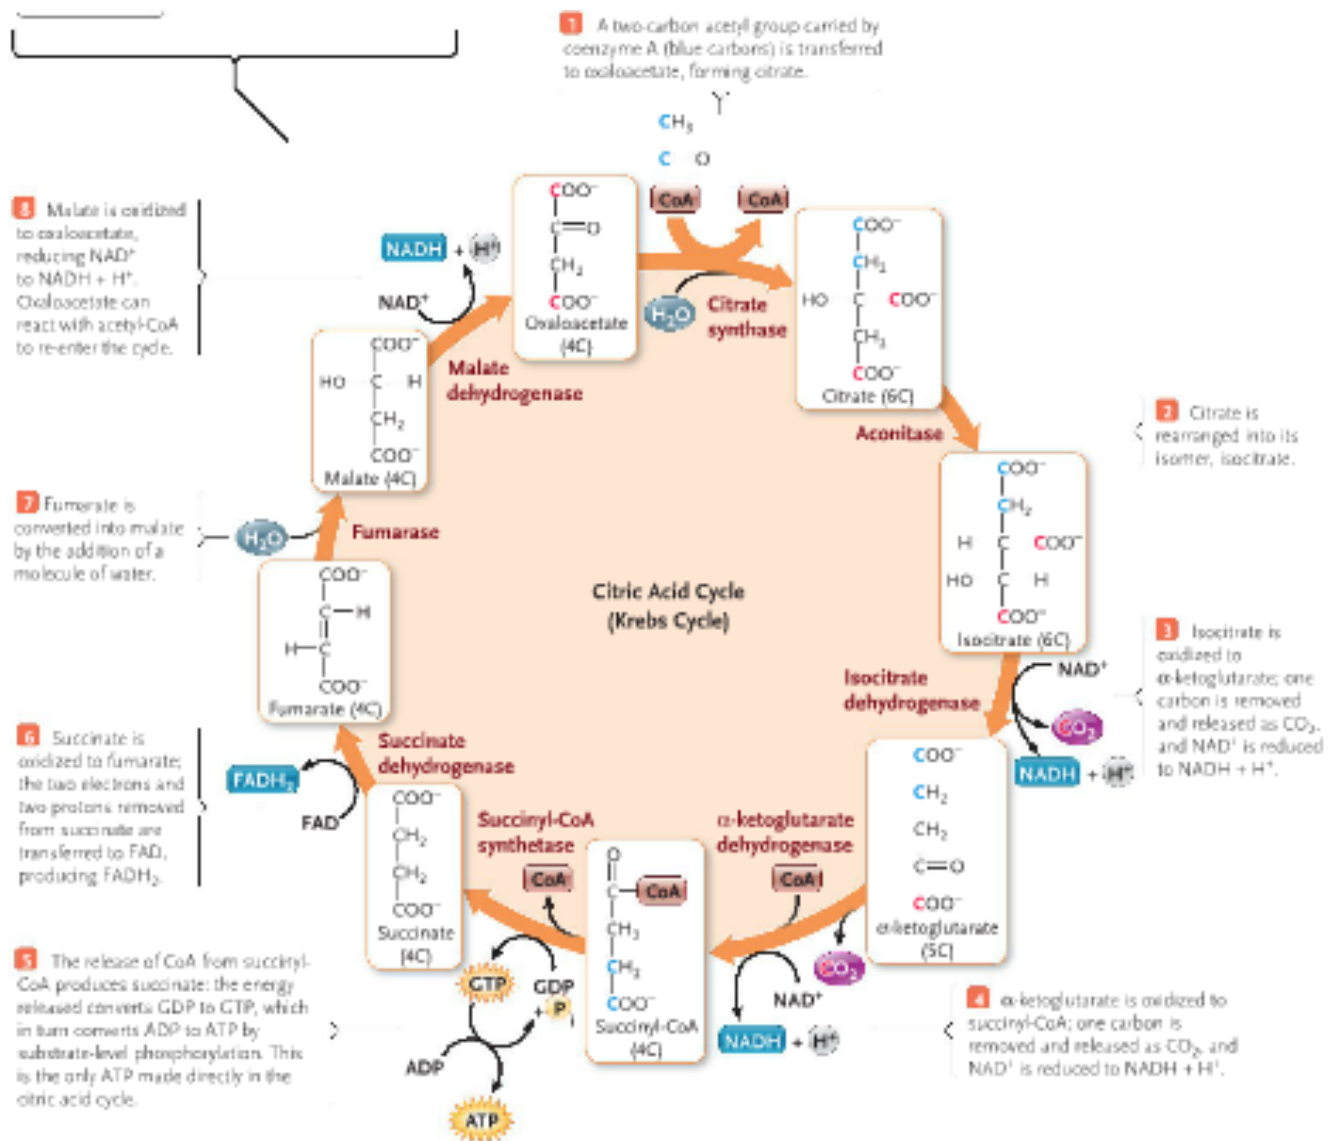 1 A two-carbon acetyl group carried by
coenzyme A (blue carbons) is transferred
to oxaloacetate, forming citrate.
CH₃
C O
CoA
CoA
COO⁻
C=O
CH₂
COO⁻
Oxaloacetate
(4C)
H₂O
Citrate
synthase
COO⁻
CH₂
HO C COO⁻
CH₂
COO⁻
Citrate (6C)
Aconitase
2 Citrate is
rearranged into its
isomer, isocitrate.
COO⁻
CH₂
H C COO⁻
HO C H
COO⁻
Isocitrate (6C)
Isocitrate
dehydrogenase
NAD⁺
CO₂
NADH + H⁺
3 Isocitrate is
oxidized to
α-ketoglutarate; one
carbon is removed
and released as CO₂,
and NAD⁺ is reduced
to NADH + H⁺.
COO⁻
CH₂
CH₂
C=O
COO⁻
α-ketoglutarate
(5C)
α-ketoglutarate
dehydrogenase
CoA
CO₂
NAD⁺
NADH + H⁺
4 α-ketoglutarate is oxidized to
succinyl-CoA; one carbon is
removed and released as CO₂, and
NAD⁺ is reduced to NADH + H⁺.
O
C—CoA
CH₂
CH₂
COO⁻
Succinyl-CoA
(4C)
Succinyl-CoA
synthetase
CoA
GTP
GDP
+ Pi
ADP
ATP
5 The release of CoA from succinyl-
CoA produces succinate: the energy
released converts GDP to GTP, which
in turn converts ADP to ATP by
substrate-level phosphorylation. This
is the only ATP made directly in the
citric acid cycle.
COO⁻
CH₂
CH₂
COO⁻
Succinate
(4C)
Succinate
dehydrogenase
FADH₂
FAD
6 Succinate is
oxidized to fumarate;
the two electrons and
two protons removed
from succinate are
transferred to FAD,
producing FADH₂.
COO⁻
C—H
H—C
COO⁻
Fumarate (4C)
Fumarase
H₂O
7 Fumarate is
converted into malate
by the addition of a
molecule of water.
COO⁻
HO C H
CH₂
COO⁻
Malate (4C)
Malate
dehydrogenase
NAD⁺
NADH + H⁺
8 Malate is oxidized
to oxaloacetate,
reducing NAD⁺
to NADH + H⁺.
Oxaloacetate can
react with acetyl-CoA
to re-enter the cycle.
Citric Acid Cycle
(Krebs Cycle)